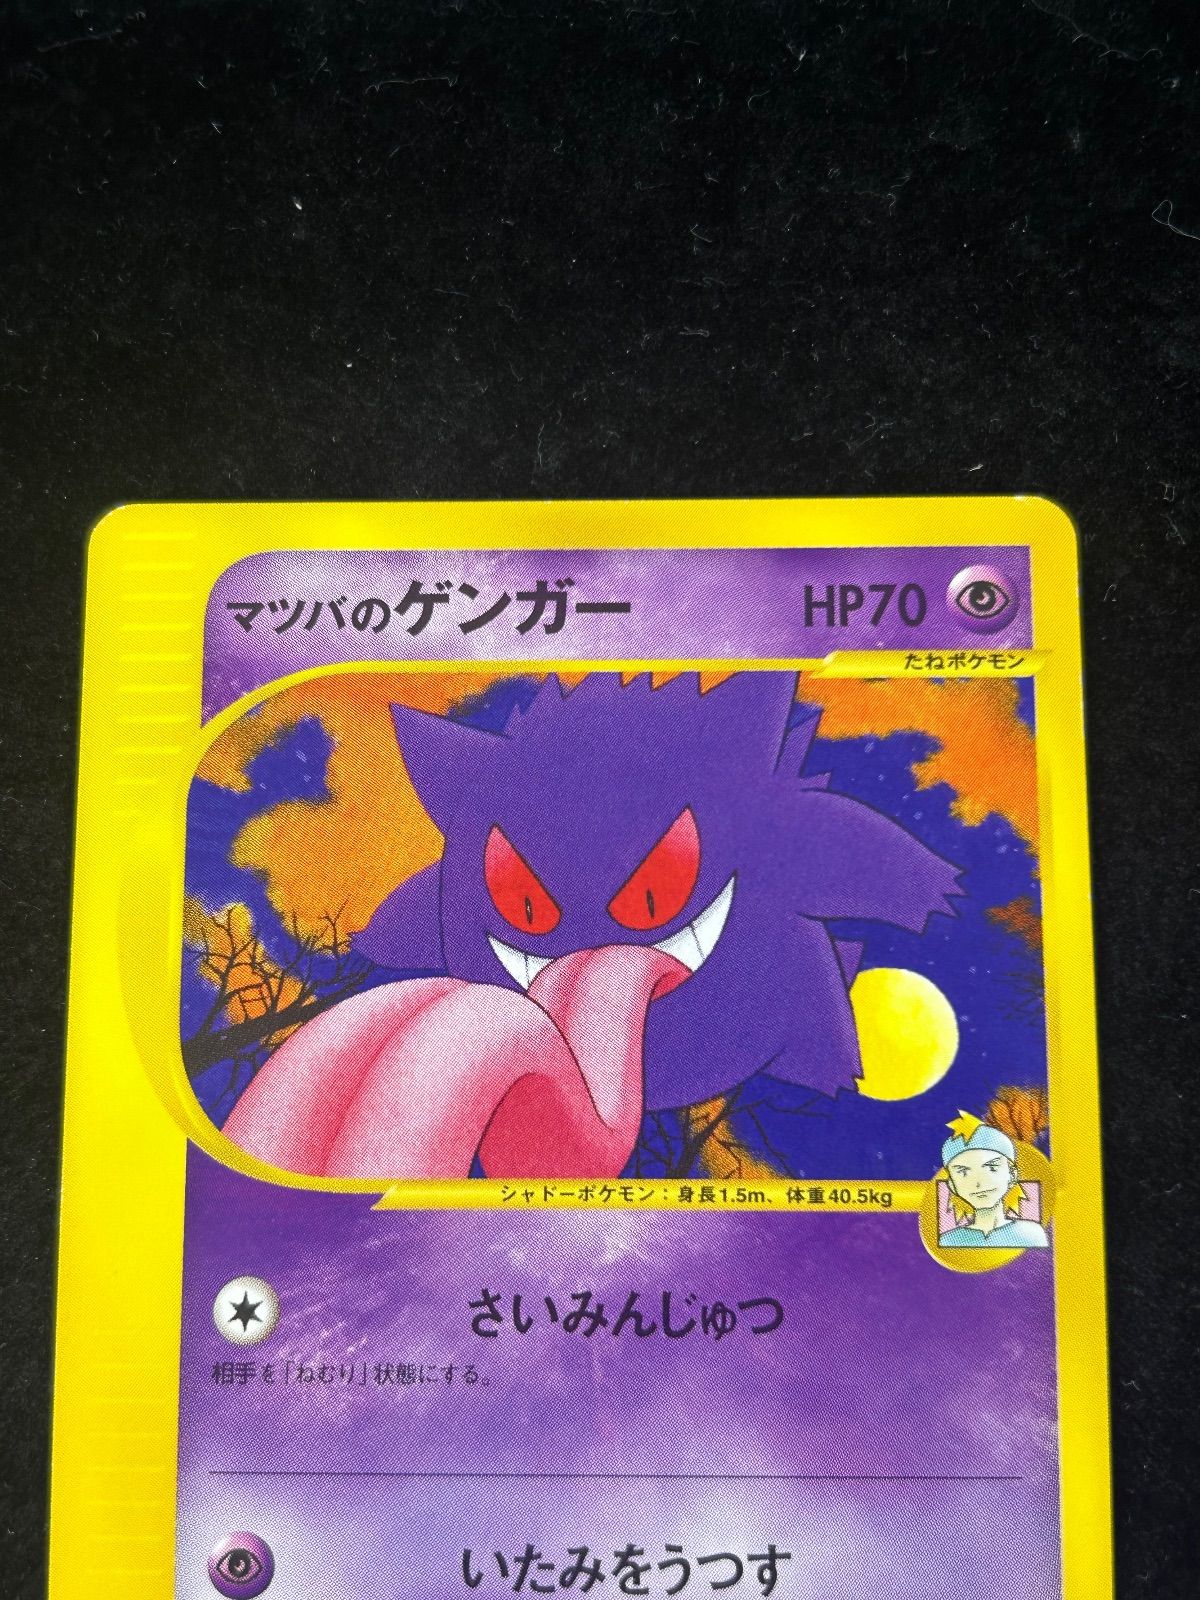 マツバのゲンガー HP70
たねポケモン
シャドーポケモン：身長1.5m、体重40.5kg
さいみんじゅつ
相手を「ねむり」状態にする。
いたみをうつす